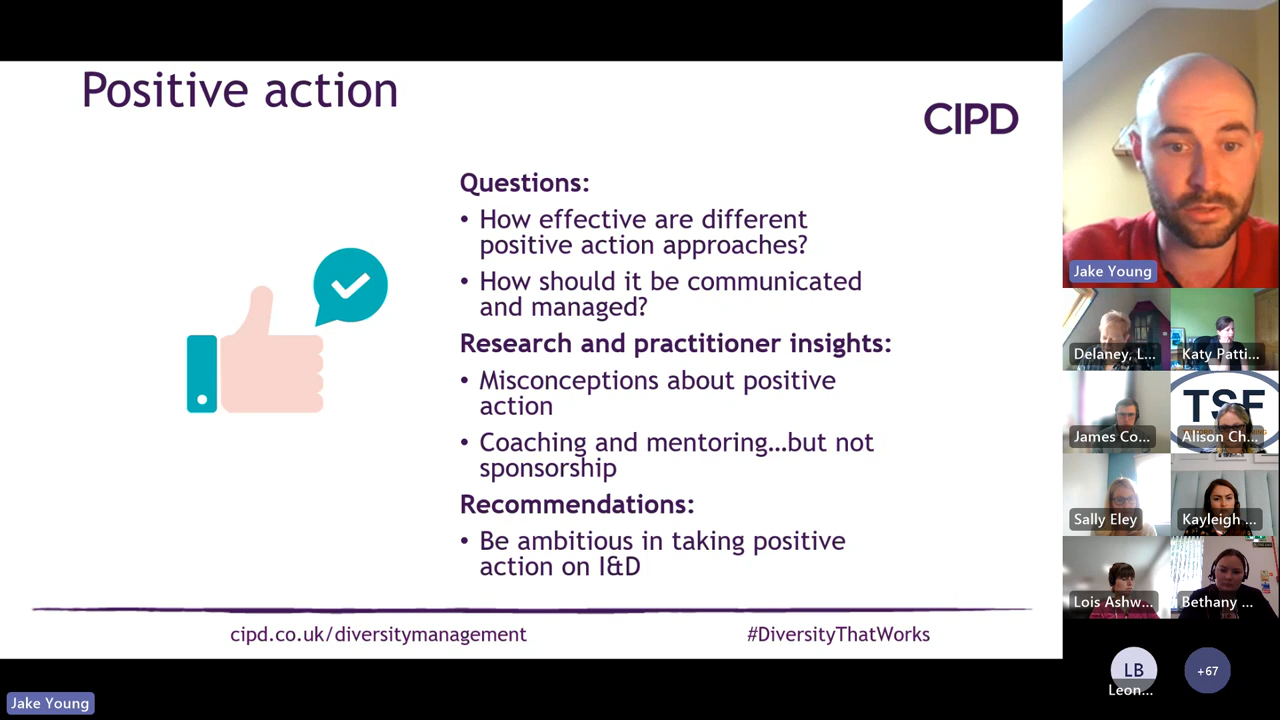 Positive action
CIPD
Questions:
• How effective are different
positive action approaches?
• How should it be communicated
and managed?
Research and practitioner insights:
• Misconceptions about positive
action
• Coaching and mentoring...but not
sponsorship
Recommendations:
• Be ambitious in taking positive
action on I&D
cipd.co.uk/diversitymanagement
#DiversityThatWorks
Jake Young
Jake Young
Delaney, L...
Katy Patti...
James Co...
TSF
Alison Ch...
Sally Eley
Kayleigh ...
Lois Ashw...
Bethany ...
LB
Leon...
+67